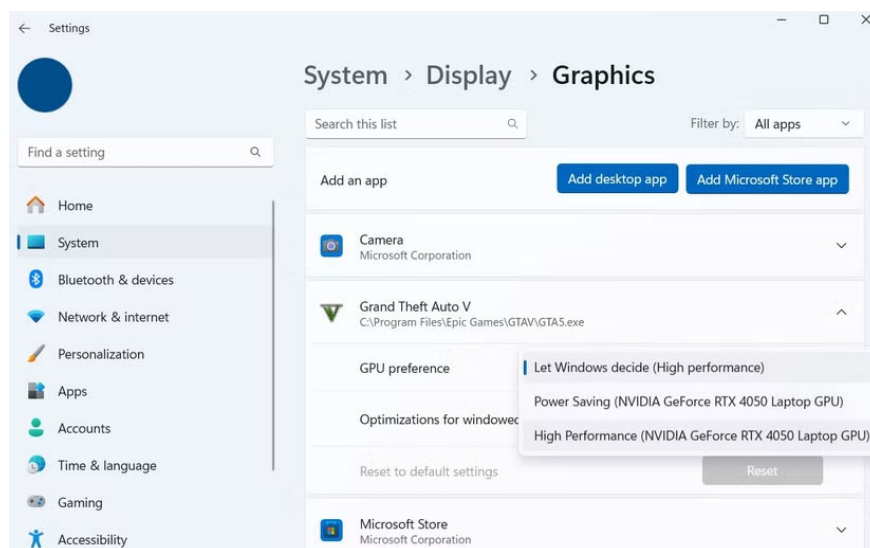 Settings
System > Display > Graphics
Find a setting
Home
System
Bluetooth & devices
Network & internet
Personalization
Apps
Accounts
Time & language
Gaming
Accessibility
Search this list
Filter by: All apps
Add an app
Add desktop app
Add Microsoft Store app
Camera
Microsoft Corporation
Grand Theft Auto V
C:\Program Files\Epic Games\GTAV\GTA5.exe
GPU preference
Let Windows decide (High performance)
Power Saving (NVIDIA GeForce RTX 4050 Laptop GPU)
High Performance (NVIDIA GeForce RTX 4050 Laptop GPU)
Optimizations for windowed
Reset to default settings
Reset
Microsoft Store
Microsoft Corporation